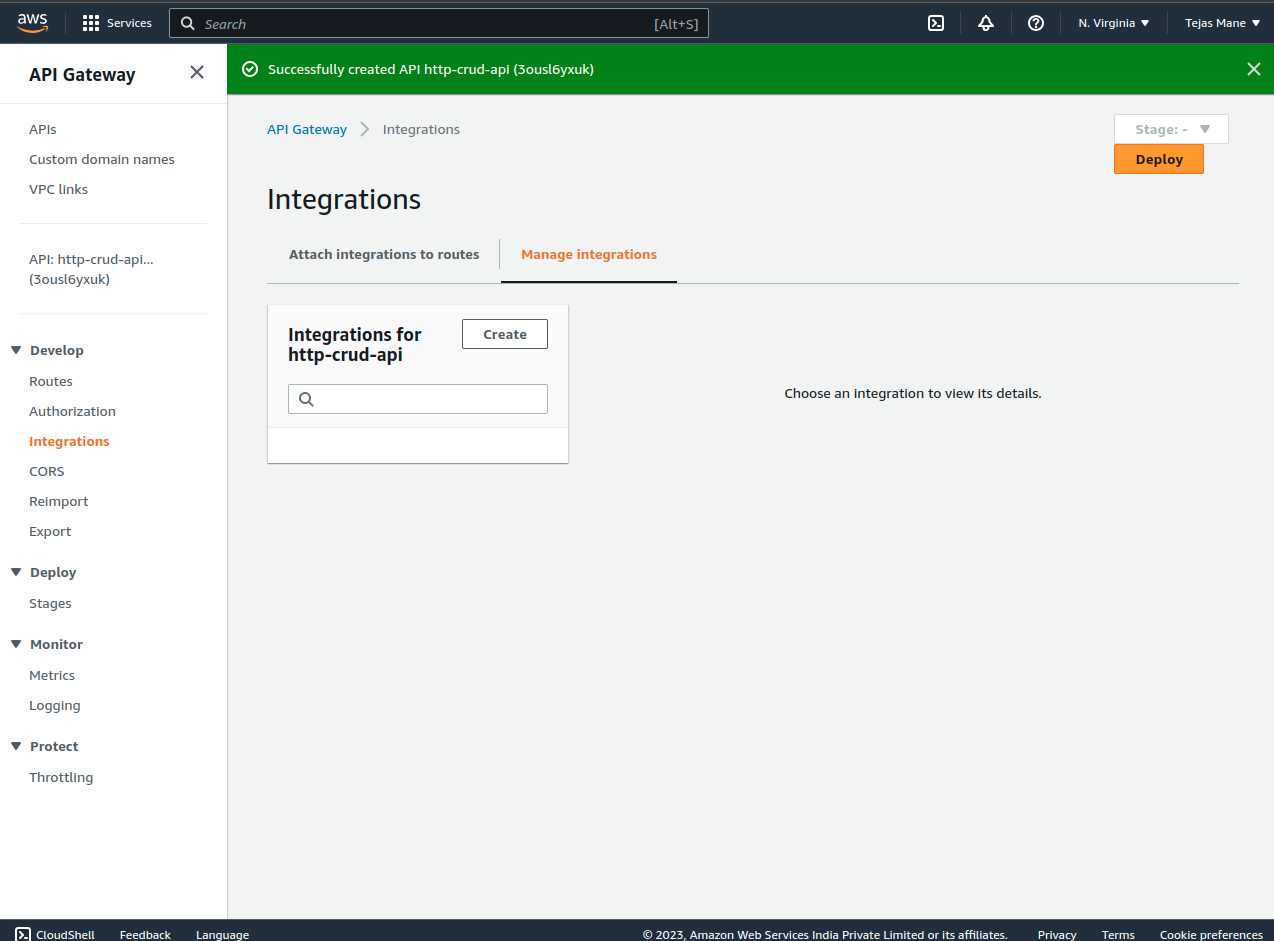 aws Services Search [Alt+S] N. Virginia Tejas Mane
API Gateway
Successfully created API http-crud-api (3ousl6yxuk)
APIs
Custom domain names
VPC links
API: http-crud-api...
(3ousl6yxuk)
Develop
Routes
Authorization
Integrations
CORS
Reimport
Export
Deploy
Stages
Monitor
Metrics
Logging
Protect
Throttling
API Gateway Integrations
Stage: -
Deploy
Integrations
Attach integrations to routes Manage integrations
Integrations for
http-crud-api
Create
Choose an integration to view its details.
CloudShell Feedback Language © 2023, Amazon Web Services India Private Limited or its affiliates. Privacy Terms Cookie preferences